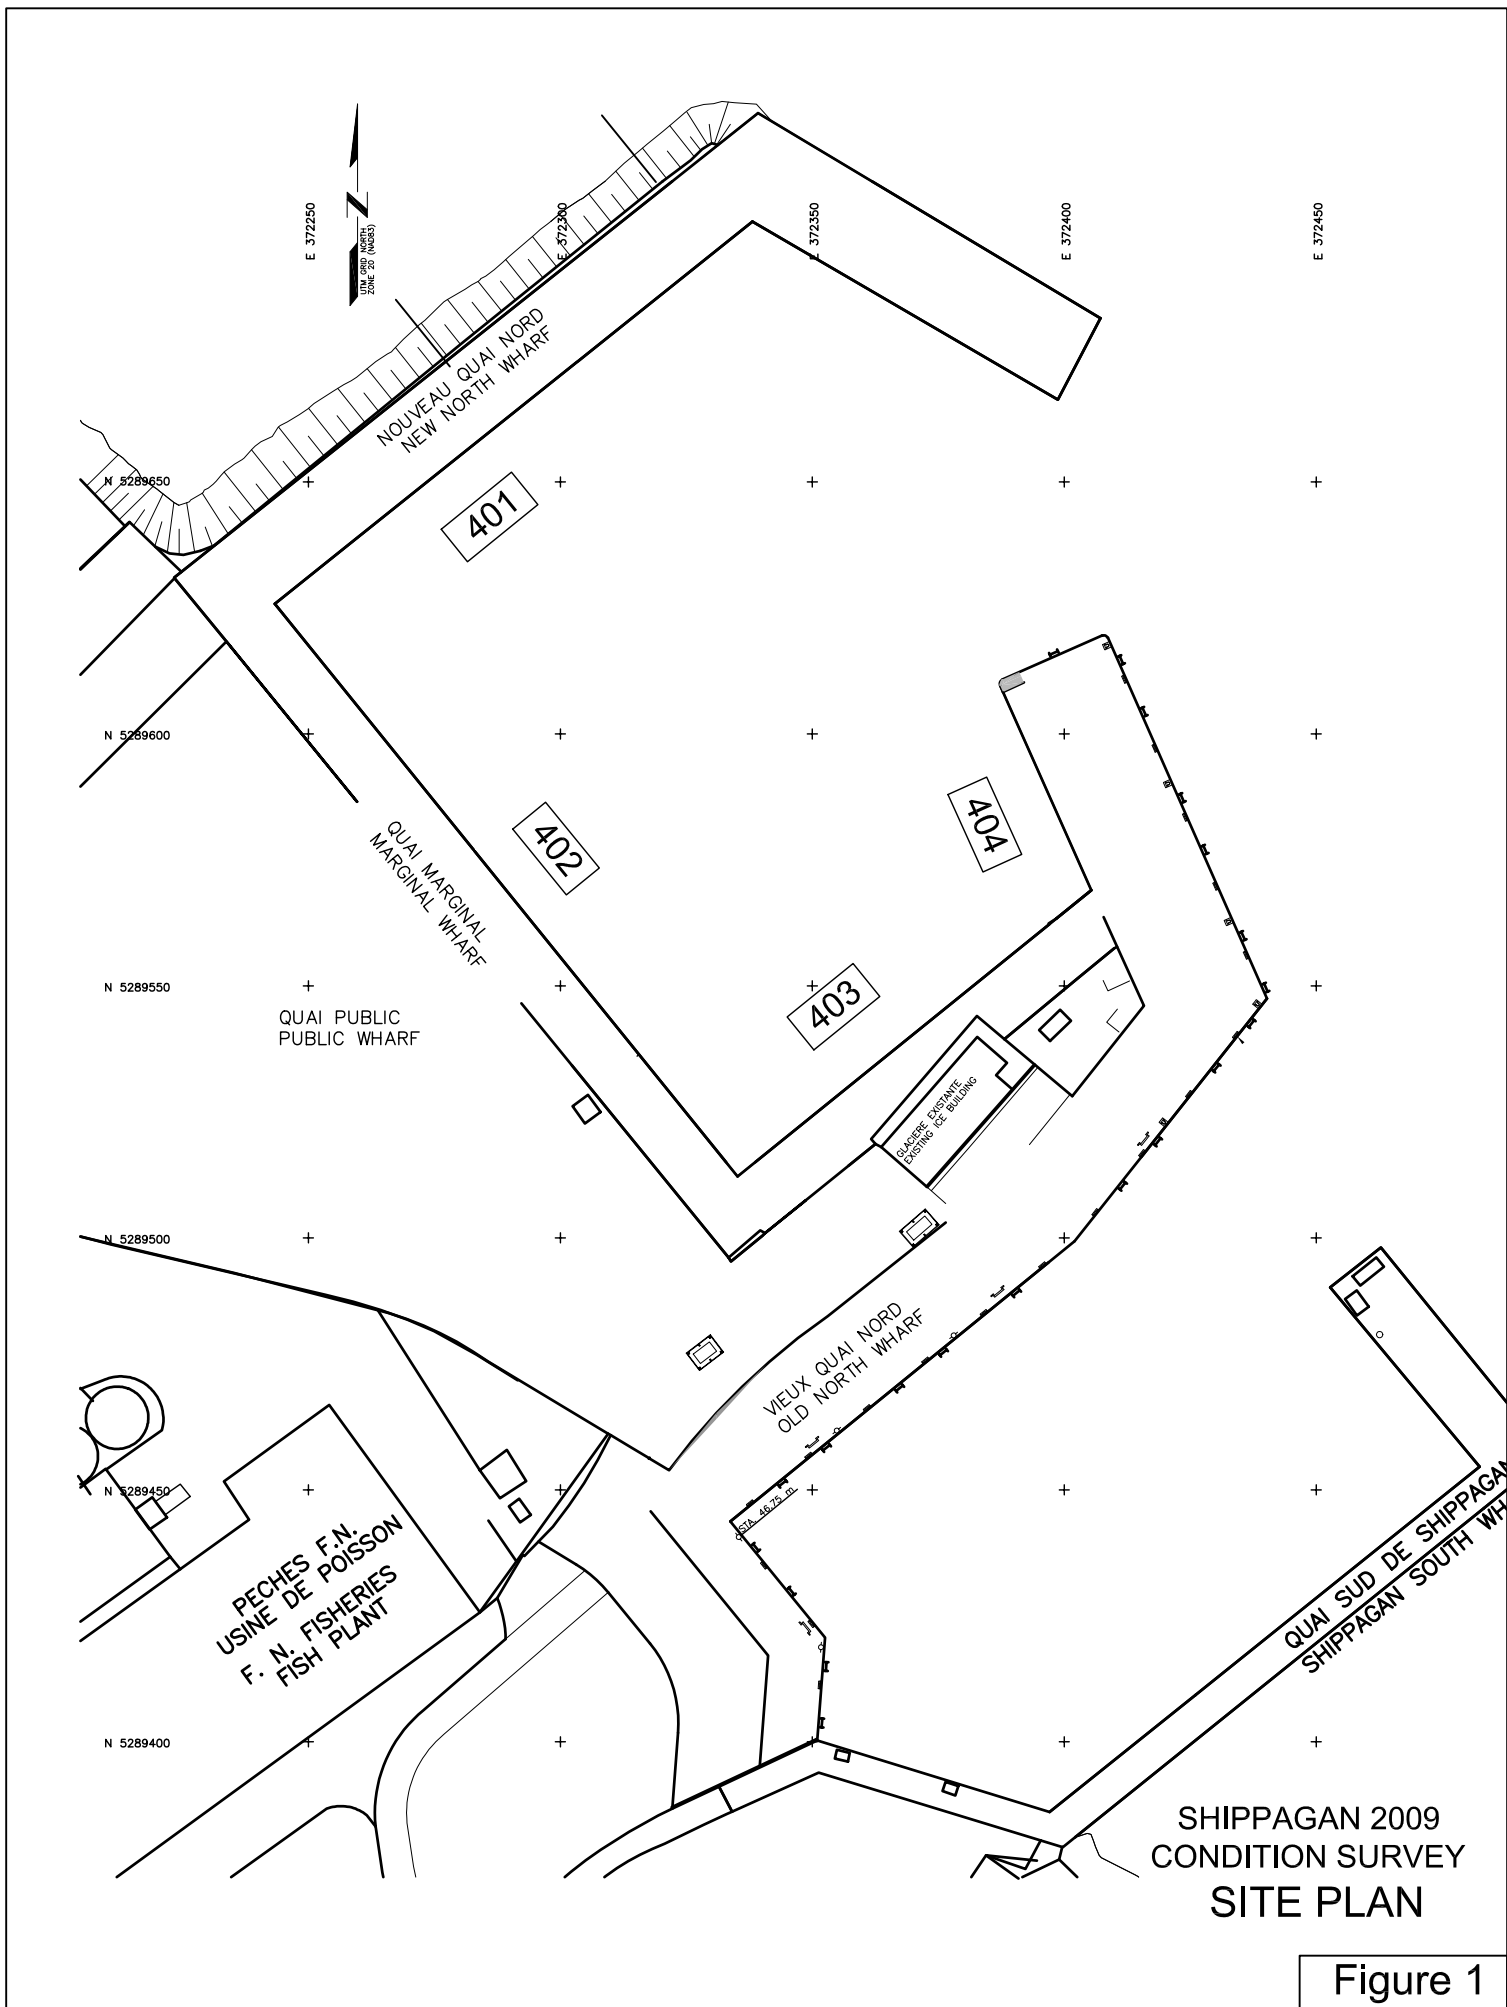 E 372250
E 372300
E 372350
E 372400
E 372450
UTM GRID NORTH
ZONE 20 (NAD83)
NOUVEAU QUAI NORD
NEW NORTH WHARF
N 5289650
401
N 5289600
402
404
QUAI MARGINAL
MARGINAL WHARF
N 5289550
403
QUAI PUBLIC
PUBLIC WHARF
GLACIERE EXISTANTE
EXISTING ICE BUILDING
N 5289500
VIEUX QUAI NORD
OLD NORTH WHARF
N 5289450
STA. 46.75 m
PECHES F.N.
USINE DE POISSON
F. N. FISHERIES
FISH PLANT
QUAI SUD DE SHIPPAGAN
SHIPPAGAN SOUTH WH
N 5289400
SHIPPAGAN 2009
CONDITION SURVEY
SITE PLAN
Figure 1